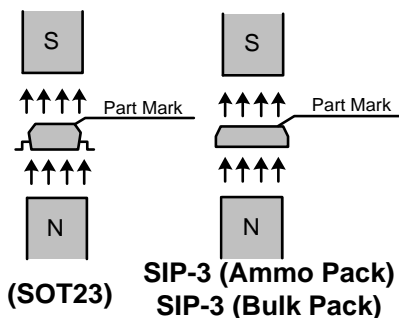 S
S
Part Mark
Part Mark
N
N
(SOT23)
SIP-3 (Ammo Pack)
SIP-3 (Bulk Pack)